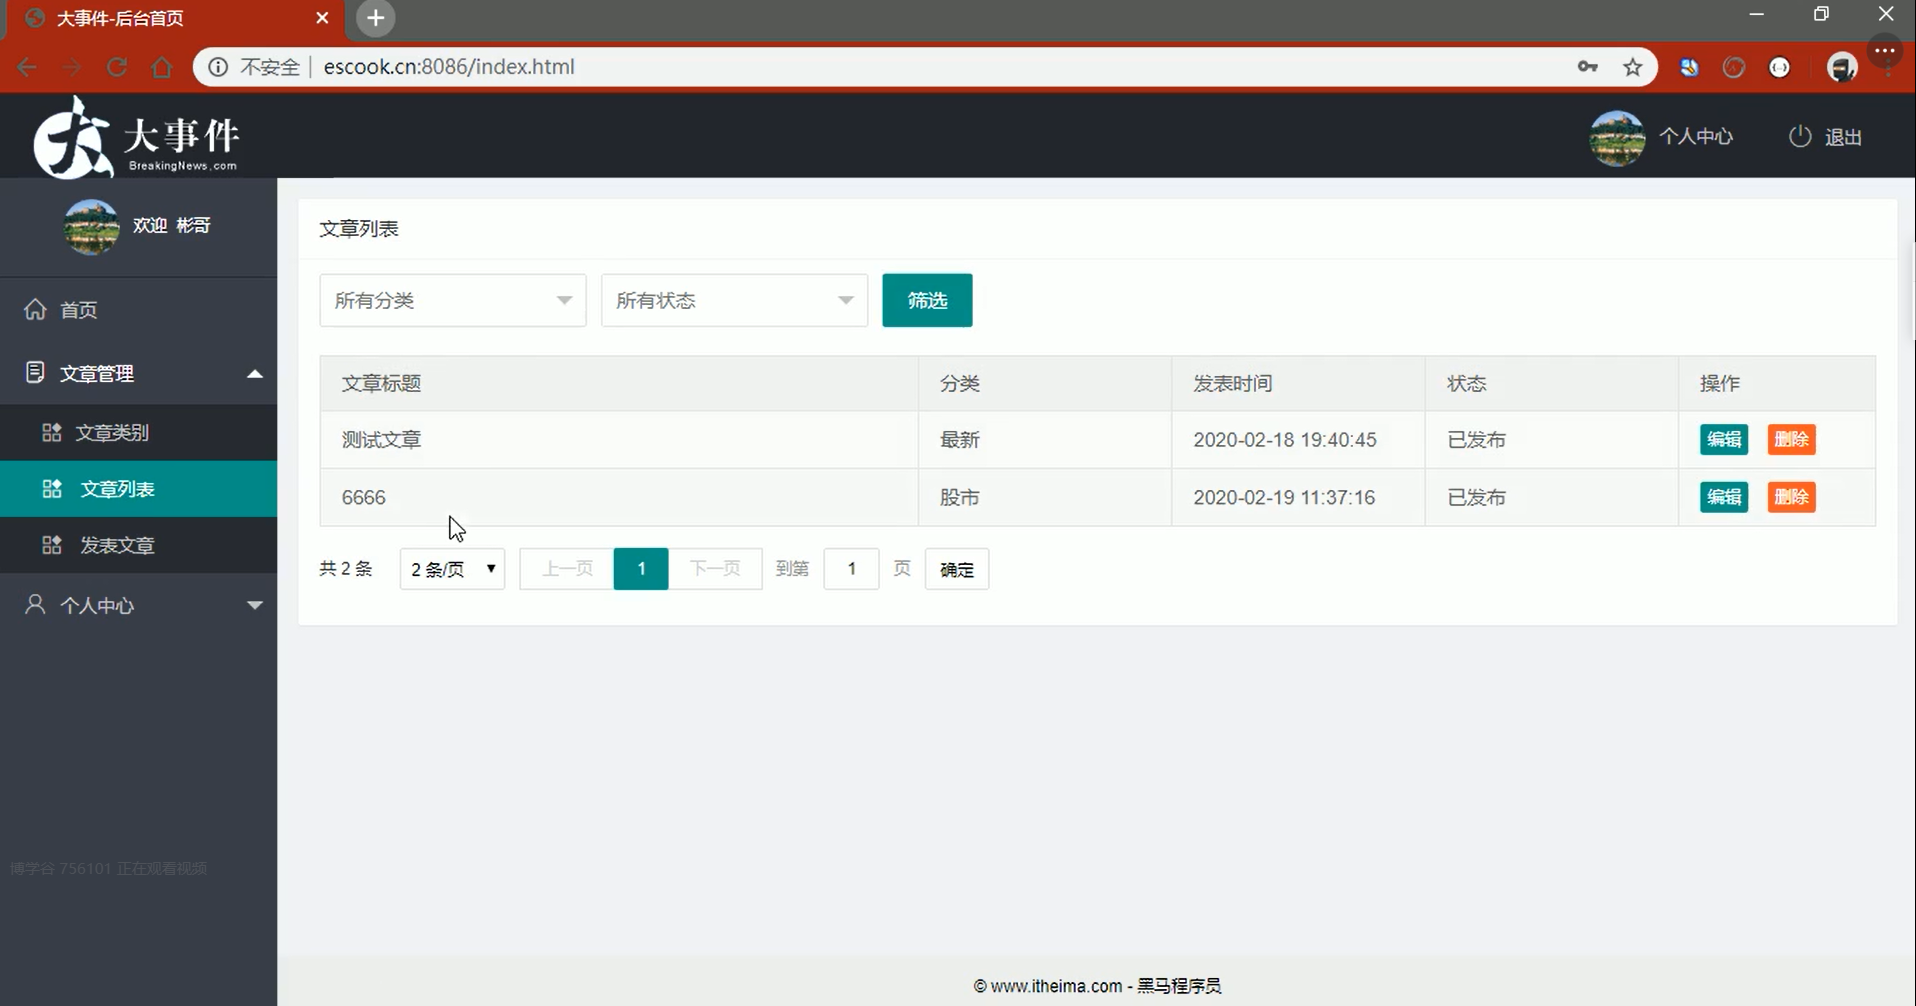 大事件-后台首页
不安全 | escook.cn:8086/index.html
大事件
BreakingNews.com
个人中心 退出
欢迎 彬哥
首页
文章管理
文章类别
文章列表
发表文章
个人中心
文章列表
所有分类 所有状态 筛选
文章标题 分类 发表时间 状态 操作
测试文章 最新 2020-02-18 19:40:45 已发布 编辑 删除
6666 股市 2020-02-19 11:37:16 已发布 编辑 删除
共 2 条 2 条/页 上一页 1 下一页 到第 1 页 确定
博学谷 756101 正在观看视频
© www.itheima.com - 黑马程序员